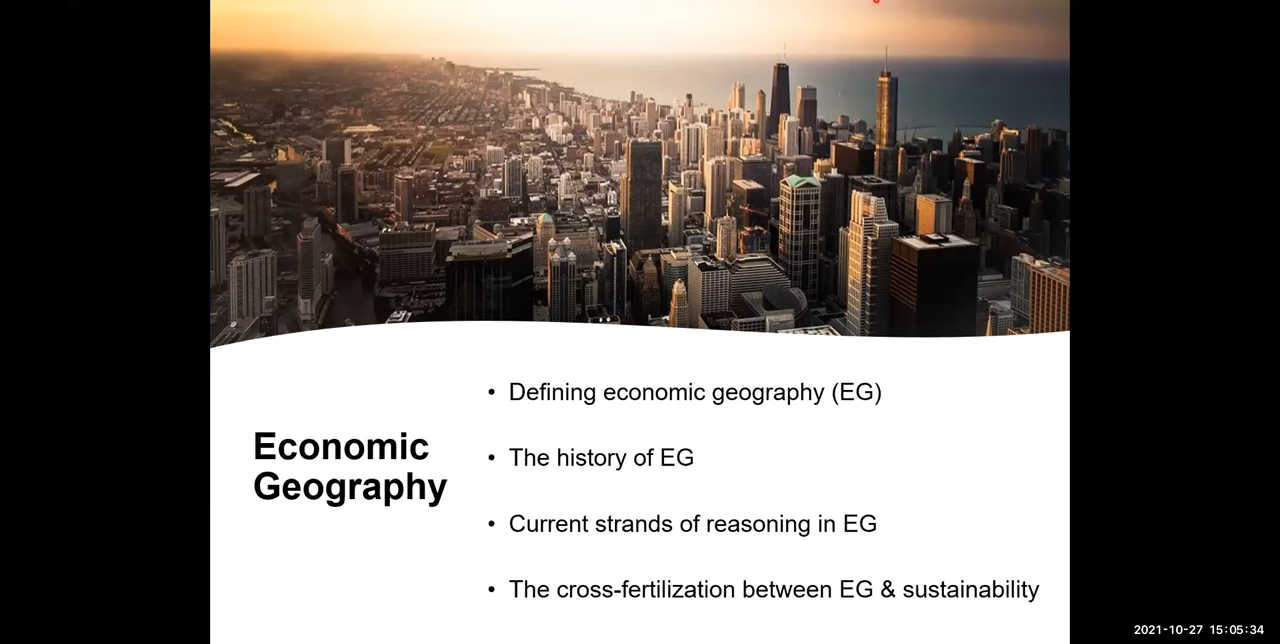 Economic
Geography
• Defining economic geography (EG)
• The history of EG
• Current strands of reasoning in EG
• The cross-fertilization between EG & sustainability
2021-10-27 15:05:34